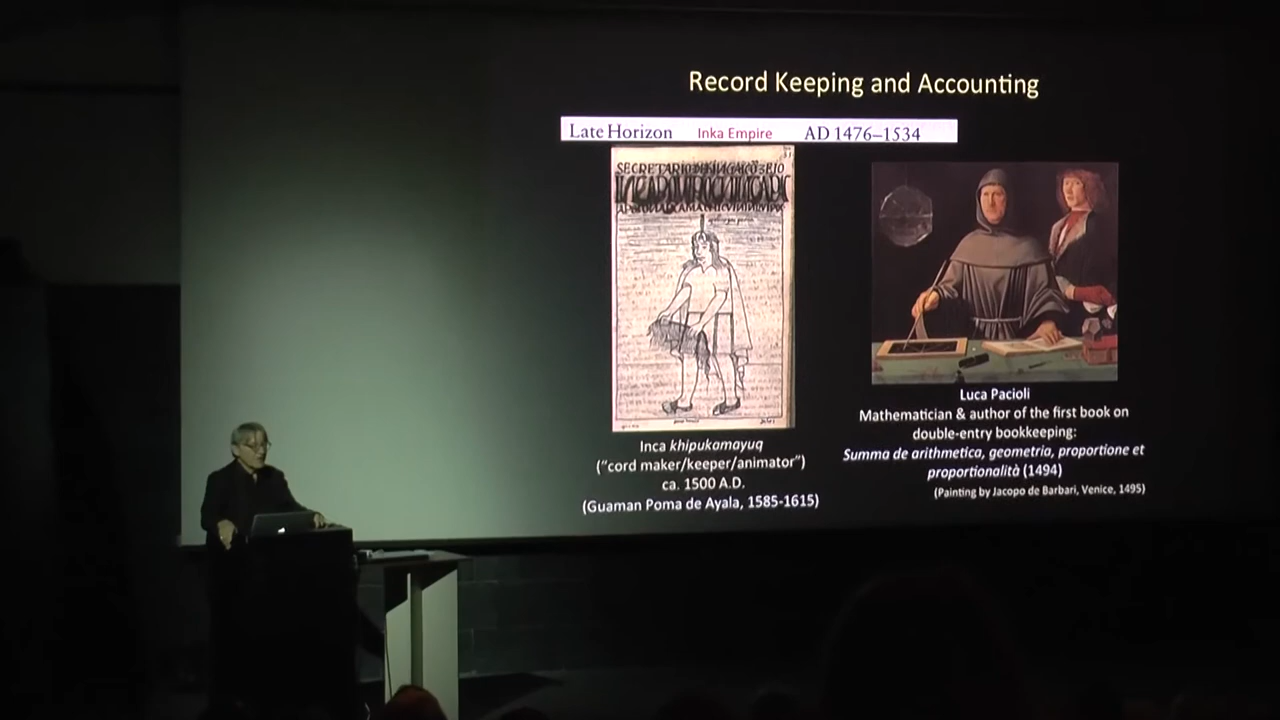 Record Keeping and Accounting
Late Horizon Inka Empire AD 1476–1534
SECRETARIO
Inca khipukamayuq
(“cord maker/keeper/animator”)
ca. 1500 A.D.
(Guaman Poma de Ayala, 1585-1615)
Luca Pacioli
Mathematician & author of the first book on
double-entry bookkeeping:
Summa de arithmetica, geometria, proportione et
proportionalità (1494)
(Painting by Jacopo de Barbari, Venice, 1495)